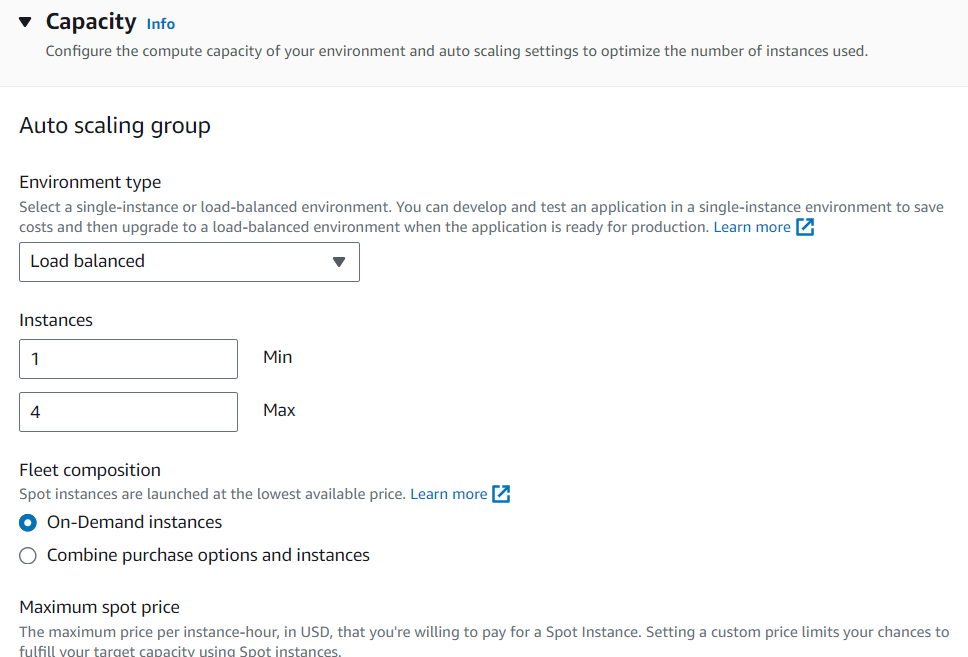 Capacity Info
Configure the compute capacity of your environment and auto scaling settings to optimize the number of instances used.
Auto scaling group
Environment type
Select a single-instance or load-balanced environment. You can develop and test an application in a single-instance environment to save
costs and then upgrade to a load-balanced environment when the application is ready for production. Learn more
Load balanced
Instances
1 Min
4 Max
Fleet composition
Spot instances are launched at the lowest available price. Learn more
On-Demand instances
Combine purchase options and instances
Maximum spot price
The maximum price per instance-hour, in USD, that you're willing to pay for a Spot Instance. Setting a custom price limits your chances to
fulfill your target capacity using Spot instances.